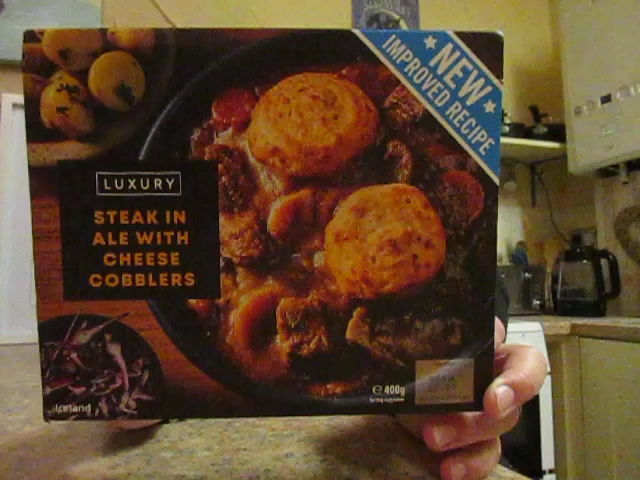 NEW
IMPROVED RECIPE
LUXURY
STEAK IN
ALE WITH
CHEESE
COBBLERS
℮ 400g
Iceland